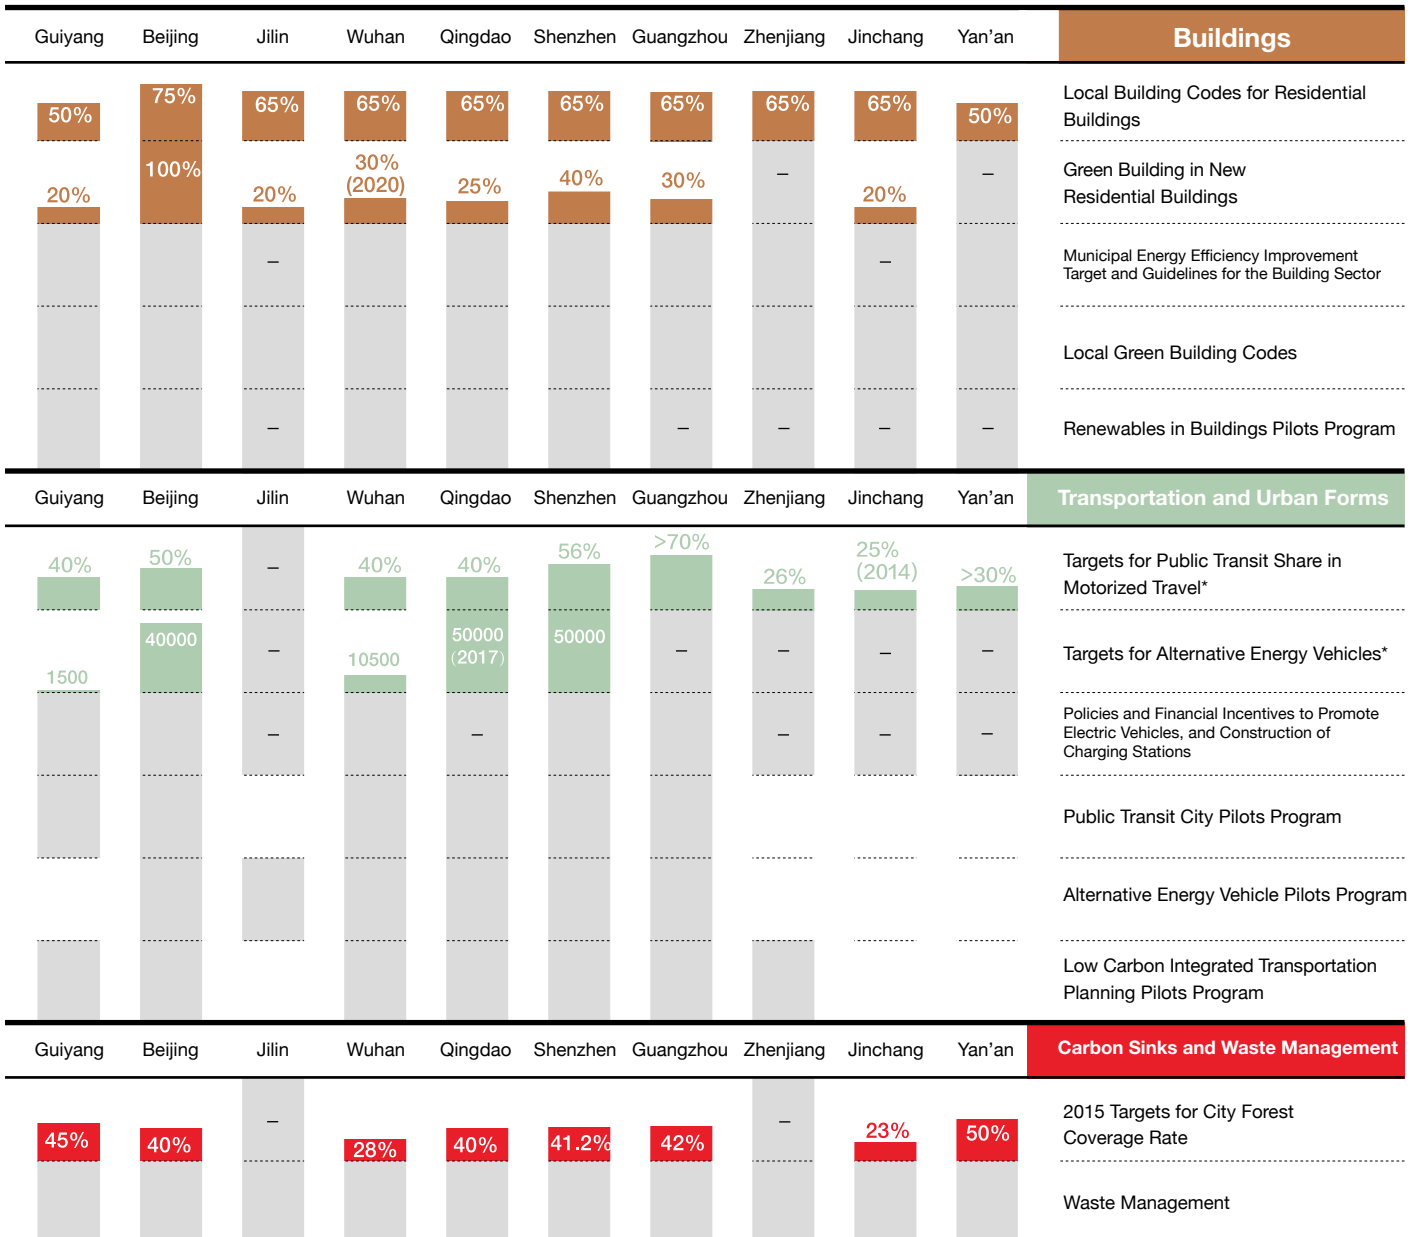 Guiyang Beijing Jilin Wuhan Qingdao Shenzhen Guangzhou Zhenjiang Jinchang Yan’an Buildings
50% 75% 65% 65% 65% 65% 65% 65% 65% 50% Local Building Codes for Residential
Buildings
20% 100% 20% 30% 25% 40% 30% – 20% – Green Building in New
(2020) Residential Buildings
– – Municipal Energy Efficiency Improvement
Target and Guidelines for the Building Sector
Local Green Building Codes
– – – – – Renewables in Buildings Pilots Program
Guiyang Beijing Jilin Wuhan Qingdao Shenzhen Guangzhou Zhenjiang Jinchang Yan’an Transportation and Urban Forms
40% 50% – 40% 40% 56% >70% 26% 25% >30% Targets for Public Transit Share in
(2014) Motorized Travel*
1500 40000 – 10500 50000 50000 – – – – Targets for Alternative Energy Vehicles*
(2017)
– – – – – Policies and Financial Incentives to Promote
Electric Vehicles, and Construction of
Charging Stations
Public Transit City Pilots Program
Alternative Energy Vehicle Pilots Program
Low Carbon Integrated Transportation
Planning Pilots Program
Guiyang Beijing Jilin Wuhan Qingdao Shenzhen Guangzhou Zhenjiang Jinchang Yan’an Carbon Sinks and Waste Management
45% 40% – 28% 40% 41.2% 42% – 23% 50% 2015 Targets for City Forest
Coverage Rate
Waste Management